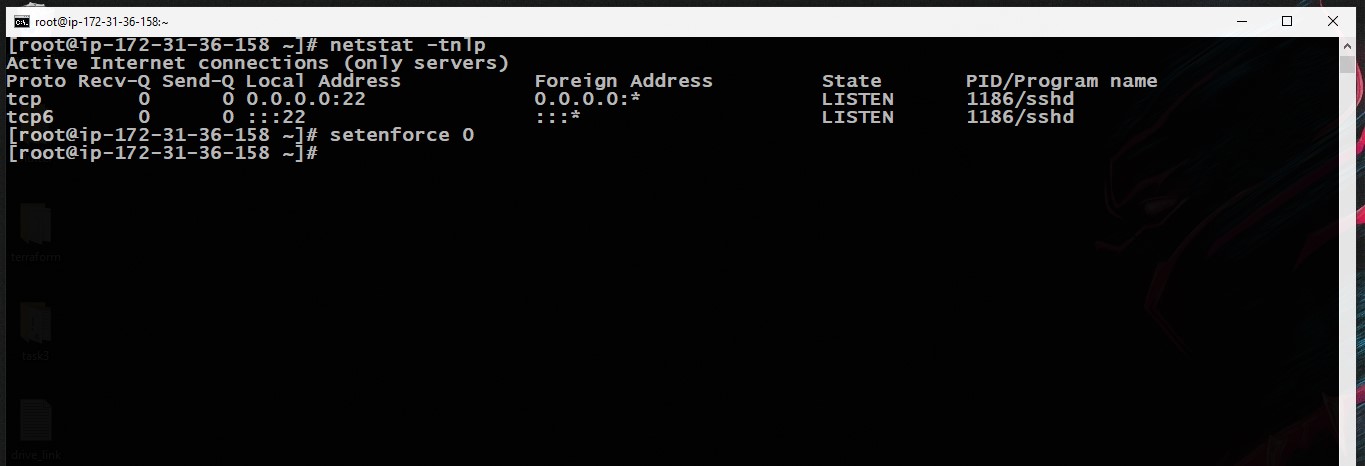 root@ip-172-31-36-158:~
[root@ip-172-31-36-158 ~]# netstat -tnlp
Active Internet connections (only servers)
Proto Recv-Q Send-Q Local Address           Foreign Address         State       PID/Program name
tcp        0      0 0.0.0.0:22              0.0.0.0:*               LISTEN      1186/sshd
tcp6       0      0 :::22                   :::*                    LISTEN      1186/sshd
[root@ip-172-31-36-158 ~]# setenforce 0
[root@ip-172-31-36-158 ~]#
terraform
task3
drive_link